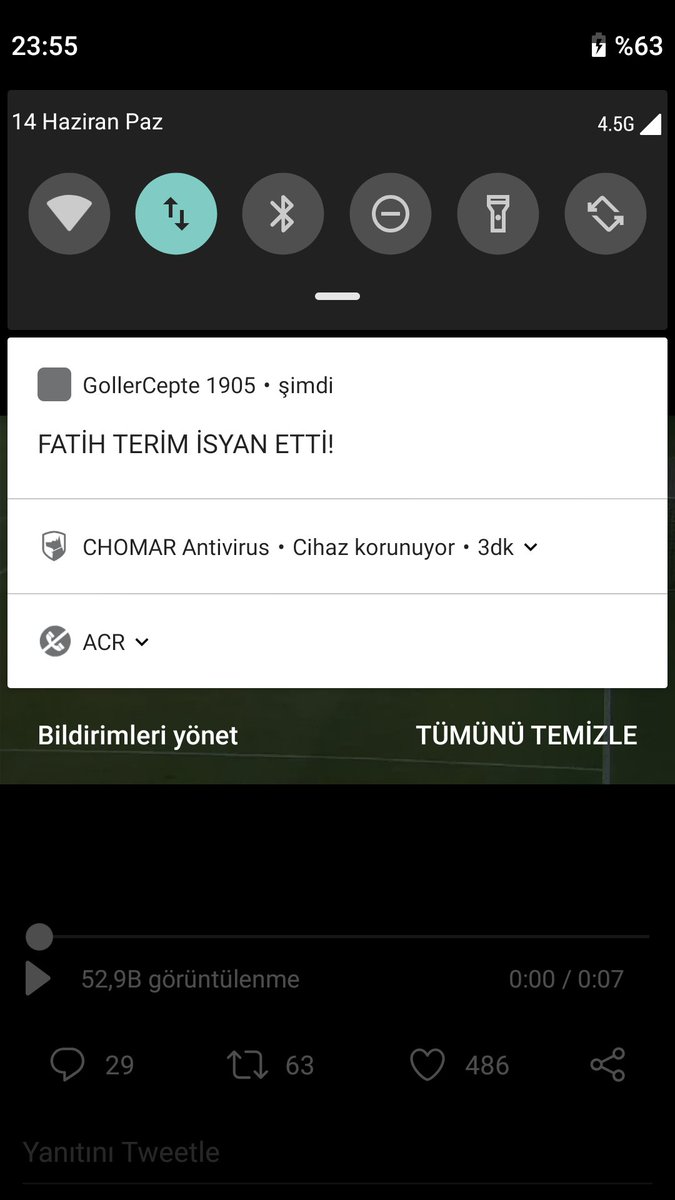 23:55 %63
14 Haziran Paz 4.5G
GollerCepte 1905 • şimdi
FATİH TERİM İSYAN ETTİ!
CHOMAR Antivirus • Cihaz korunuyor • 3dk
ACR
Bildirimleri yönet TÜMÜNÜ TEMİZLE
52,9B görüntülenme 0:00 / 0:07
29 63 486
Yanıtını Tweetle